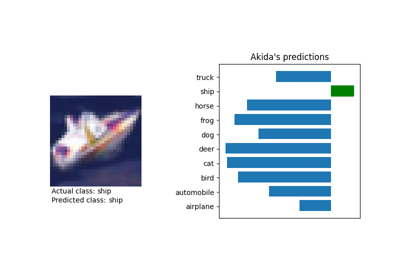 Akida's predictions
truck
ship
horse
frog
dog
deer
cat
bird
automobile
airplane
Actual class: ship
Predicted class: ship